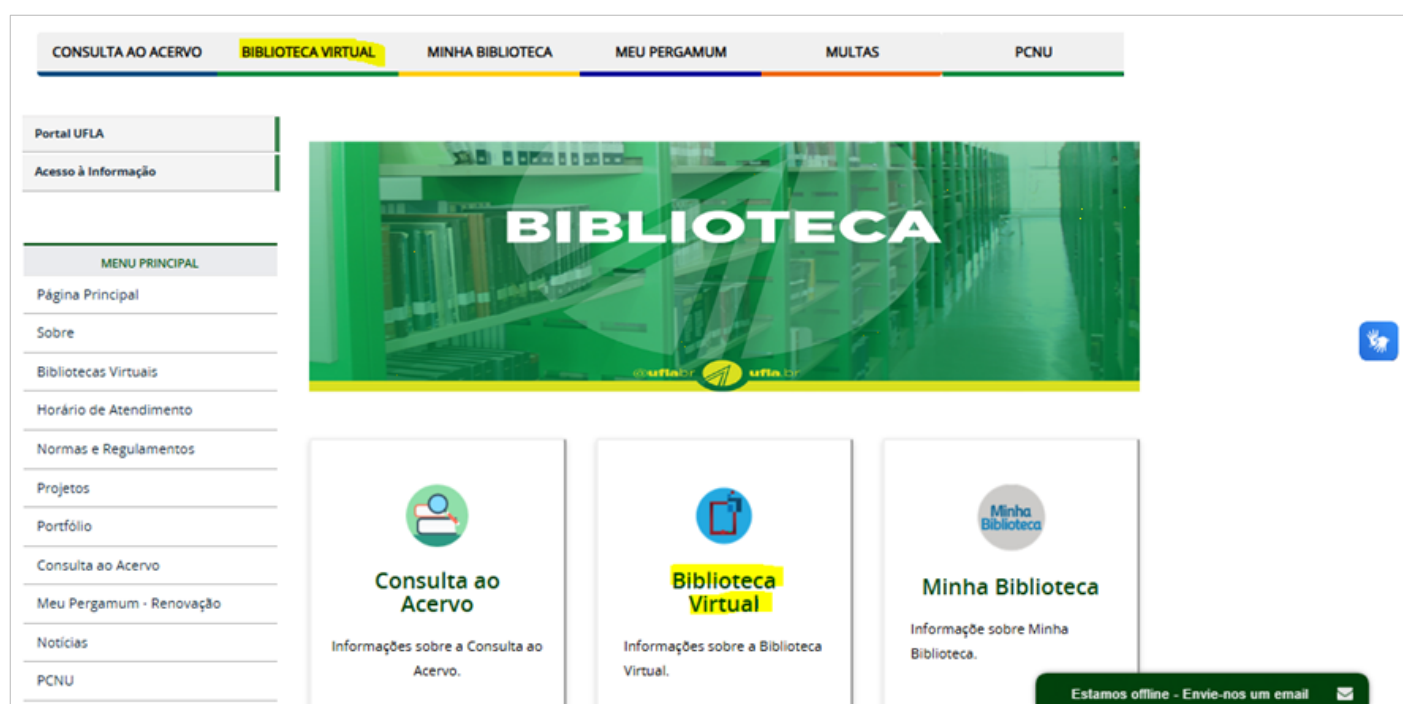 CONSULTA AO ACERVO BIBLIOTECA VIRTUAL MINHA BIBLIOTECA MEU PERGAMUM MULTAS PCNU
Portal UFLA
Acesso à Informação
MENU PRINCIPAL
Página Principal
Sobre
Bibliotecas Virtuais
Horário de Atendimento
Normas e Regulamentos
Projetos
Portfólio
Consulta ao Acervo
Meu Pergamum - Renovação
Notícias
PCNU
BIBLIOTECA
@uflabr ufla.br
Consulta ao
Acervo
Informações sobre a Consulta ao
Acervo.
Biblioteca
Virtual
Informações sobre a Biblioteca
Virtual.
Minha
Biblioteca
Minha Biblioteca
Informaçõe sobre Minha
Biblioteca.
Estamos offline - Envie-nos um email